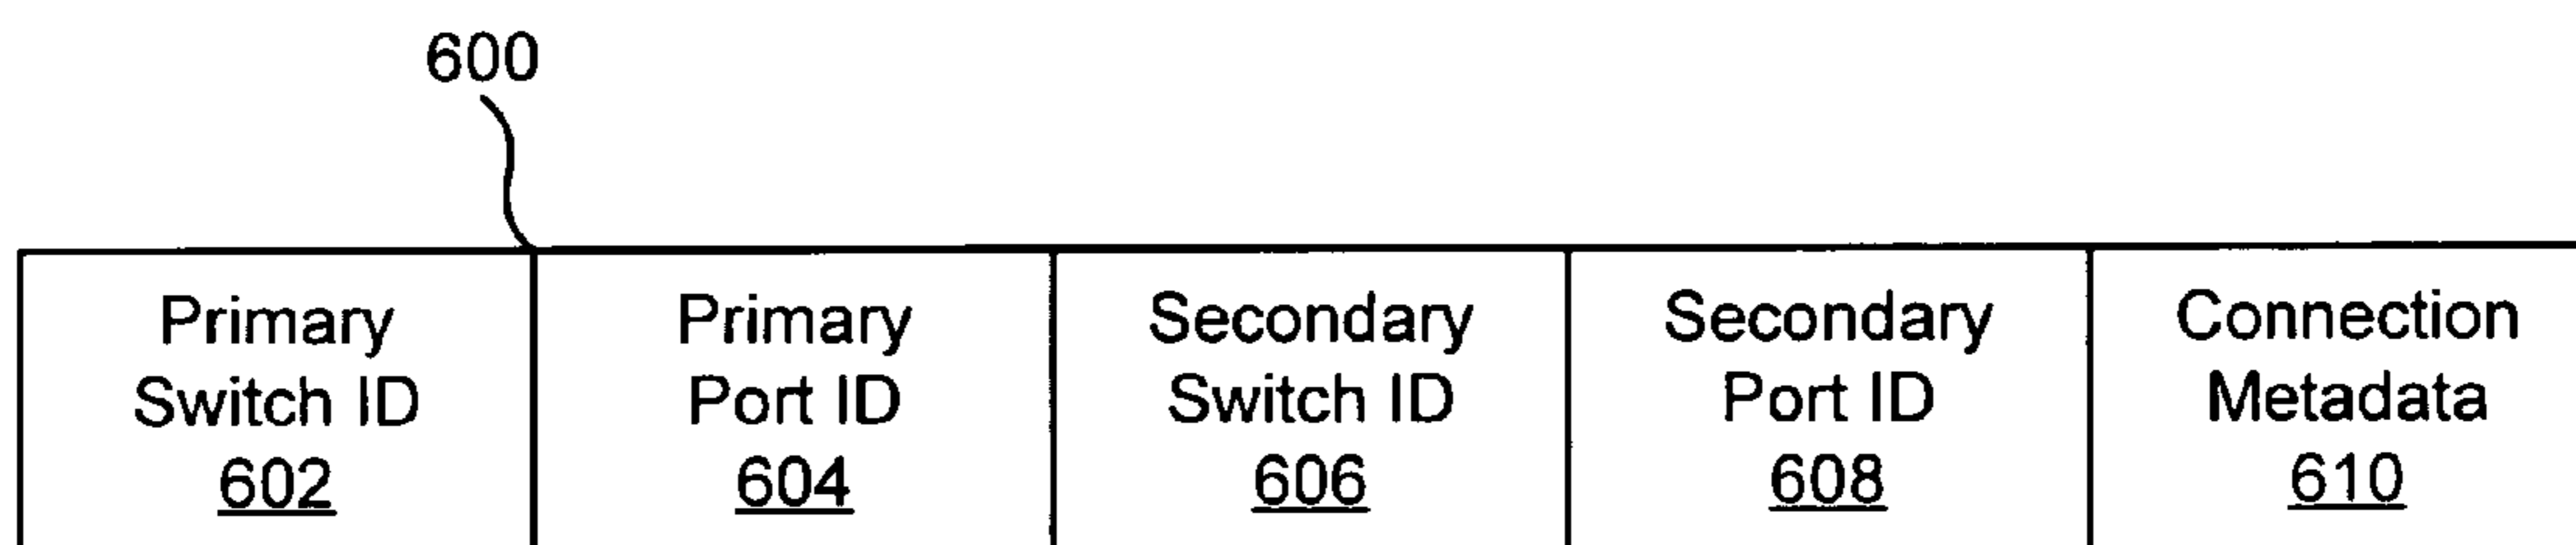 600
Primary
Switch ID
602
Primary
Port ID
604
Secondary
Switch ID
606
Secondary
Port ID
608
Connection
Metadata
610